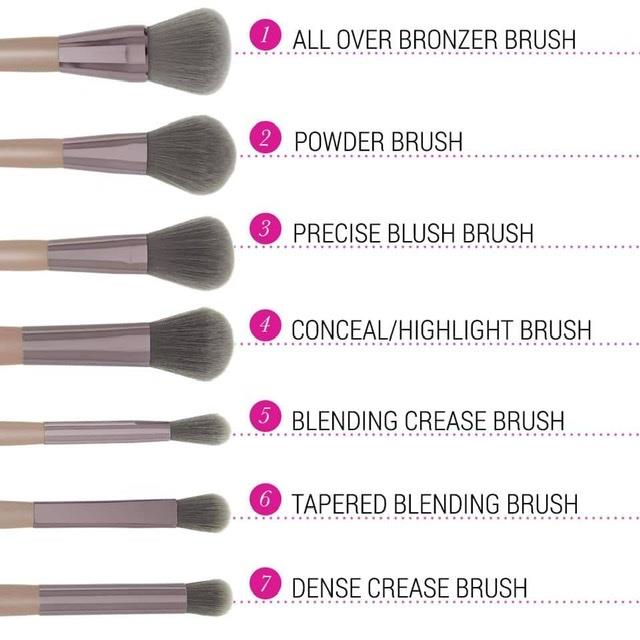 1 ALL OVER BRONZER BRUSH
2 POWDER BRUSH
3 PRECISE BLUSH BRUSH
4 CONCEAL/HIGHLIGHT BRUSH
5 BLENDING CREASE BRUSH
6 TAPERED BLENDING BRUSH
7 DENSE CREASE BRUSH